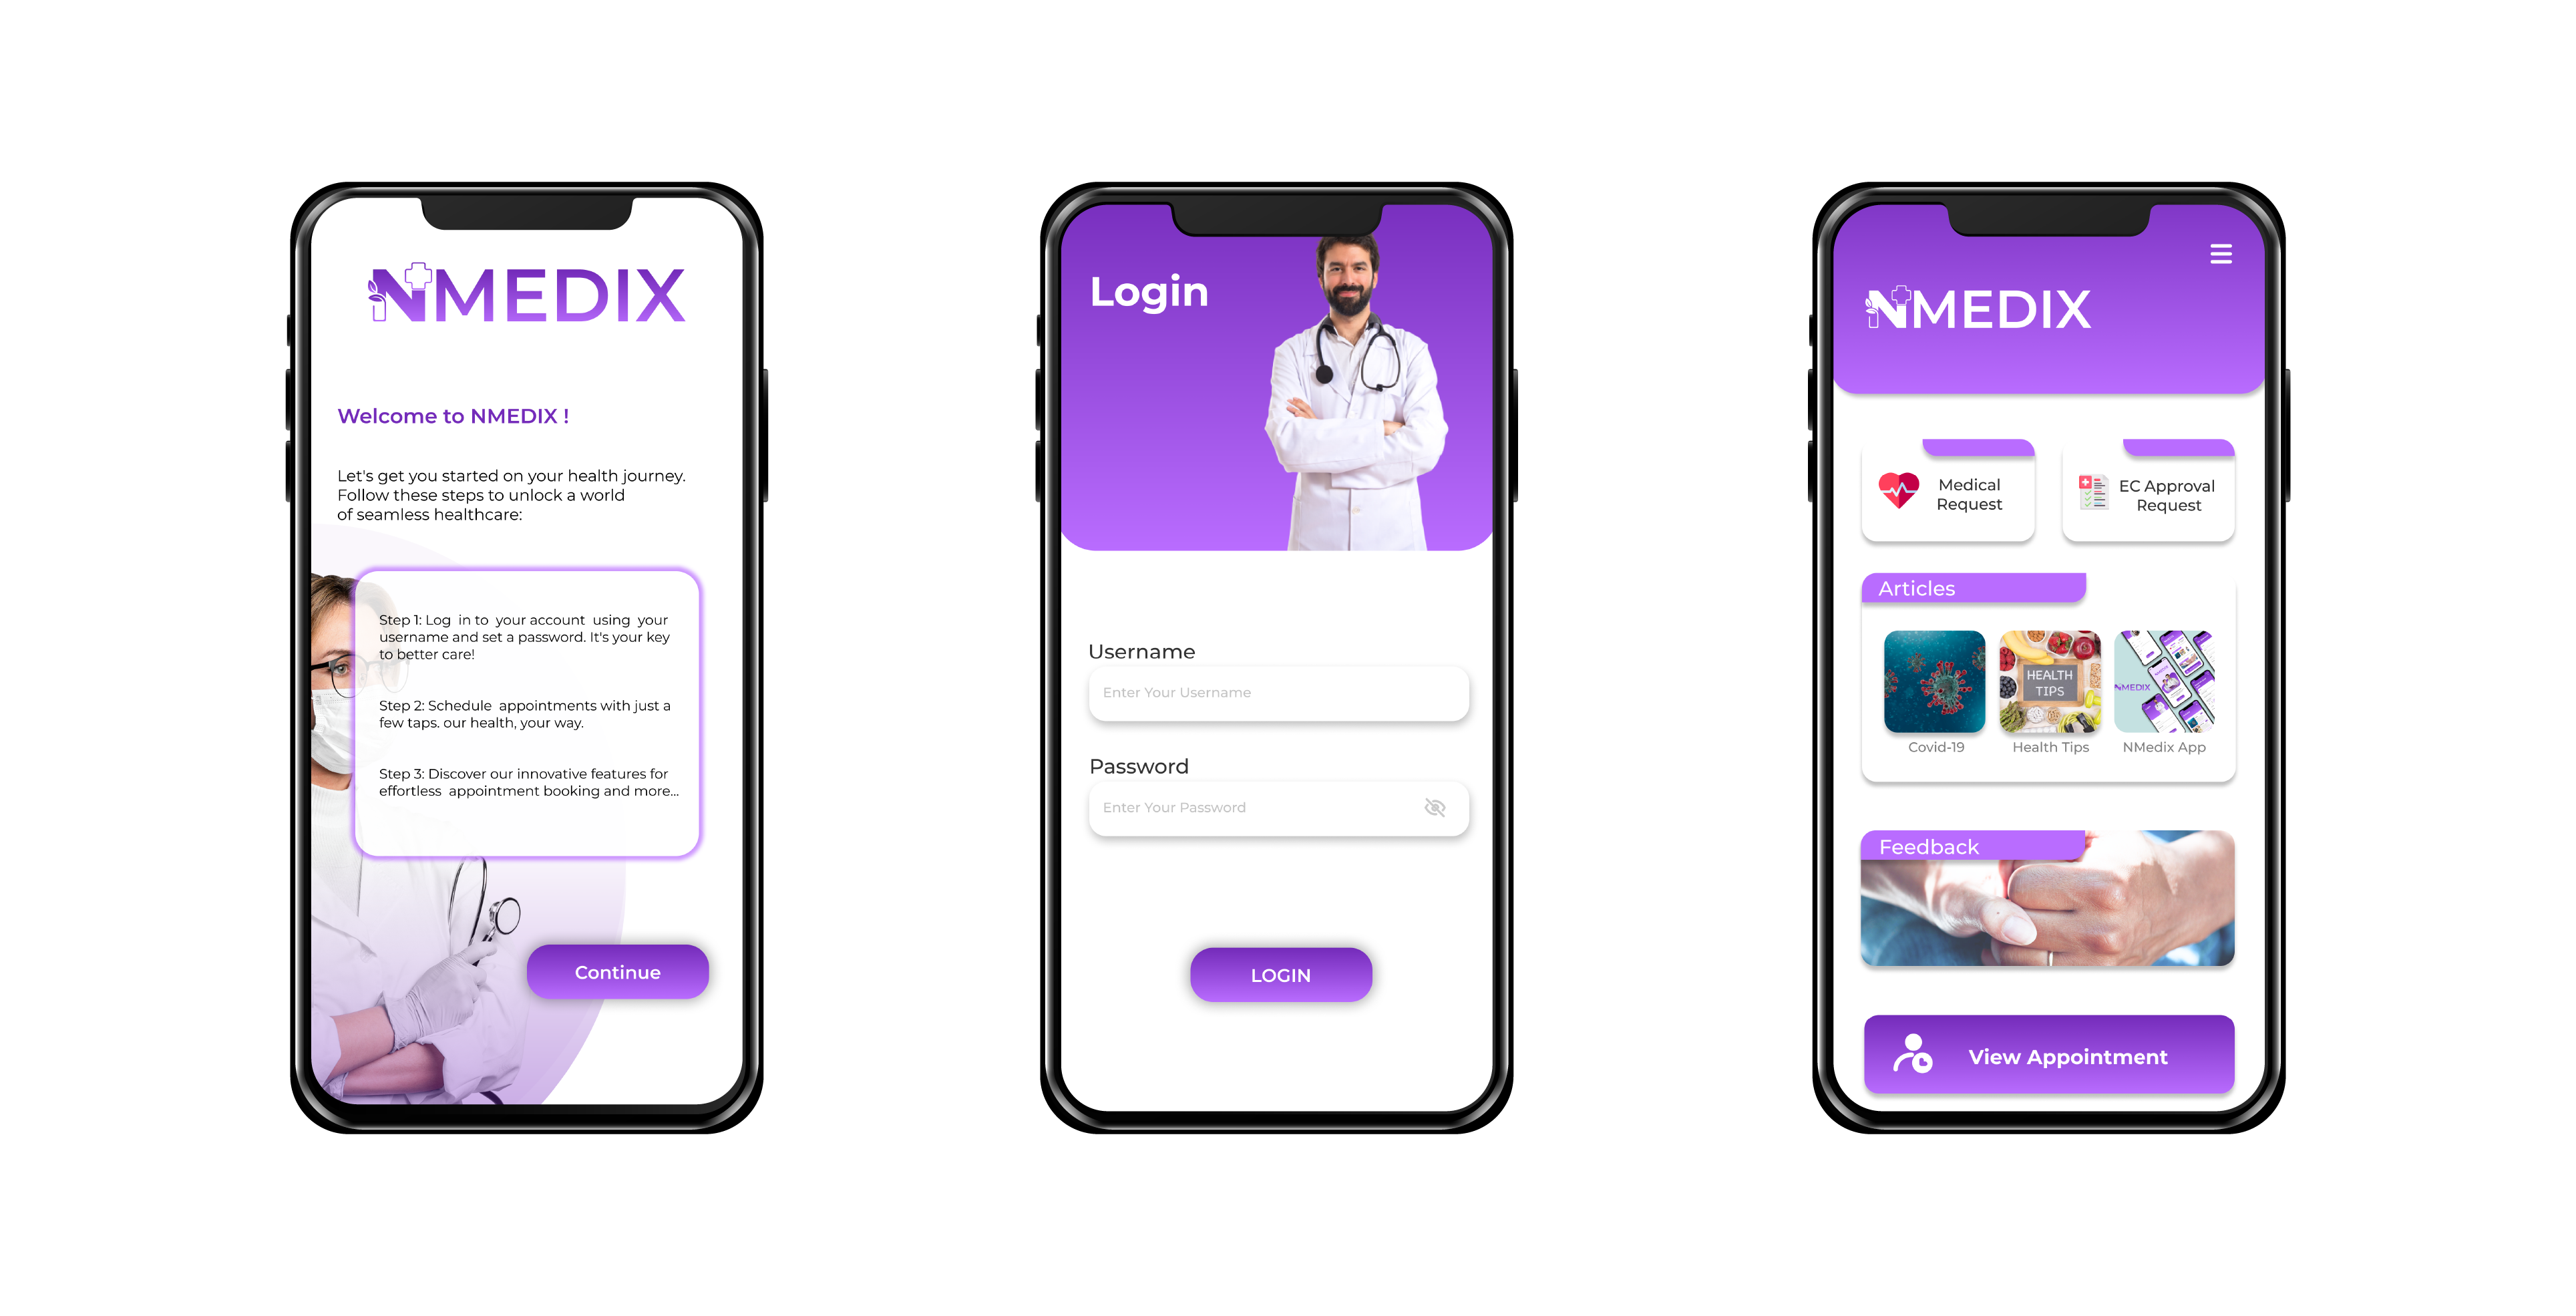 NMEDIX
Welcome to NMEDIX !
Let's get you started on your health journey.
Follow these steps to unlock a world
of seamless healthcare:
Step 1: Log in to your account using your
username and set a password. It's your key
to better care!
Step 2: Schedule appointments with just a
few taps. our health, your way.
Step 3: Discover our innovative features for
effortless appointment booking and more...
Continue
Login
Username
Enter Your Username
Password
Enter Your Password
LOGIN
NMEDIX
Medical
Request
EC Approval
Request
Articles
HEALTH
TIPS
NMEDIX
Covid-19
Health Tips
NMedix App
Feedback
View Appointment